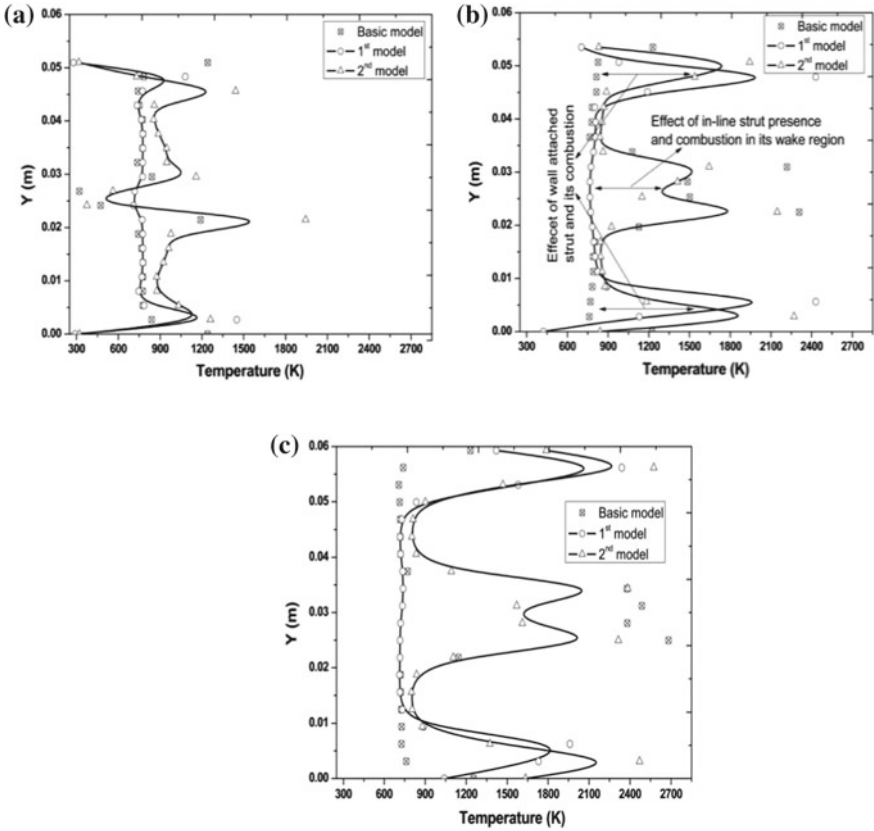 (a)
Basic model
1st model
2nd model
0.06
0.05
0.04
0.03
0.02
0.01
0.00
Y (m)
300 600 900 1200 1500 1800 2100 2400 2700
Temperature (K)
(b)
Basic model
1st model
2nd model
Effect of in-line strut presence
and combustion in its wake region
Effecet of wall attached
strut and its combustion
0.06
0.05
0.04
0.03
0.02
0.01
0.00
Y (m)
300 600 900 1200 1500 1800 2100 2400 2700
Temperature (K)
(c)
Basic model
1st model
2nd model
0.06
0.05
0.04
0.03
0.02
0.01
0.00
Y (m)
300 600 900 1200 1500 1800 2100 2400 2700
Temperature (K)